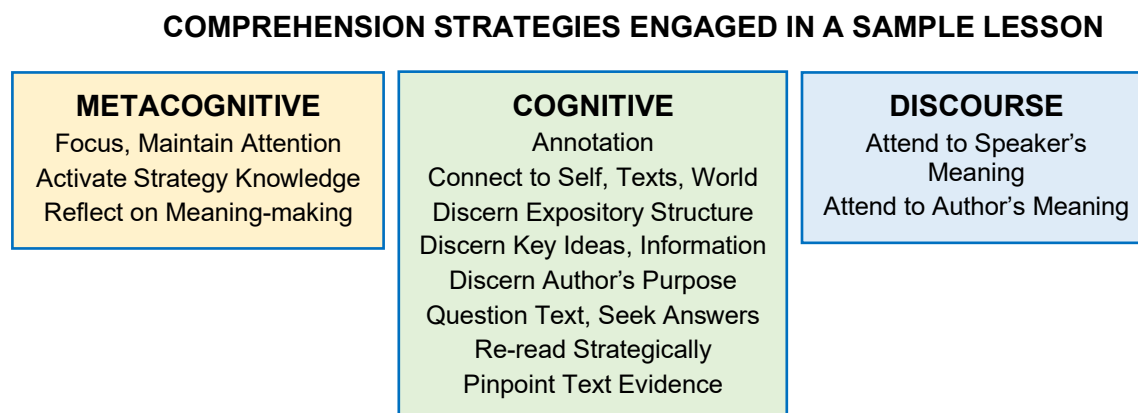 COMPREHENSION STRATEGIES ENGAGED IN A SAMPLE LESSON
METACOGNITIVE
Focus, Maintain Attention
Activate Strategy Knowledge
Reflect on Meaning-making
COGNITIVE
Annotation
Connect to Self, Texts, World
Discern Expository Structure
Discern Key Ideas, Information
Discern Author's Purpose
Question Text, Seek Answers
Re-read Strategically
Pinpoint Text Evidence
DISCOURSE
Attend to Speaker's
Meaning
Attend to Author's Meaning